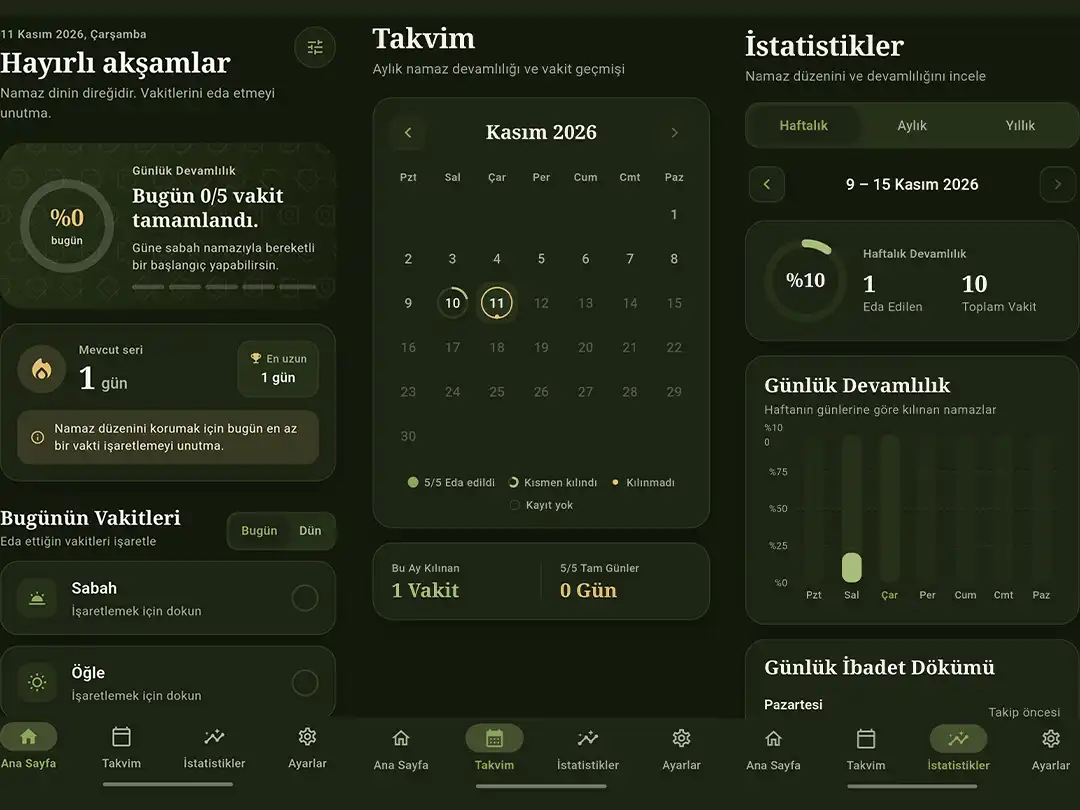 11 Kasım 2026, Çarşamba
Hayırlı akşamlar
Namaz dinin direğidir. Vakitlerini eda etmeyi
unutma.
%0
bugün
Günlük Devamlılık
Bugün 0/5 vakit
tamamlandı.
Güne sabah namazıyla bereketli
bir başlangıç yapabilirsin.
Mevcut seri
1 gün
En uzun
1 gün
Namaz düzenini korumak için bugün en az
bir vakti işaretlemeyi unutma.
Bugünün Vakitleri
Eda ettiğin vakitleri işaretle
Bugün Dün
Sabah
İşaretlemek için dokun
Öğle
İşaretlemek için dokun
Ana Sayfa Takvim İstatistikler Ayarlar
Takvim
Aylık namaz devamlılığı ve vakit geçmişi
Kasım 2026
Pzt Sal Çar Per Cum Cmt Paz
1
2 3 4 5 6 7 8
9 10 11 12 13 14 15
16 17 18 19 20 21 22
23 24 25 26 27 28 29
30
5/5 Eda edildi Kısmen kılındı Kılınmadı
Kayıt yok
Bu Ay Kılınan
1 Vakit
5/5 Tam Günler
0 Gün
Ana Sayfa Takvim İstatistikler Ayarlar
İstatistikler
Namaz düzenini ve devamlılığını incele
Haftalık Aylık Yıllık
9 – 15 Kasım 2026
%10
Haftalık Devamlılık
1 10
Eda Edilen Toplam Vakit
Günlük Devamlılık
Haftanın günlerine göre kılınan namazlar
%10
0
%75
%50
%25
%0
Pzt Sal Çar Per Cum Cmt Paz
Günlük İbadet Dökümü
Pazartesi
Takip öncesi
Ana Sayfa Takvim İstatistikler Ayarlar